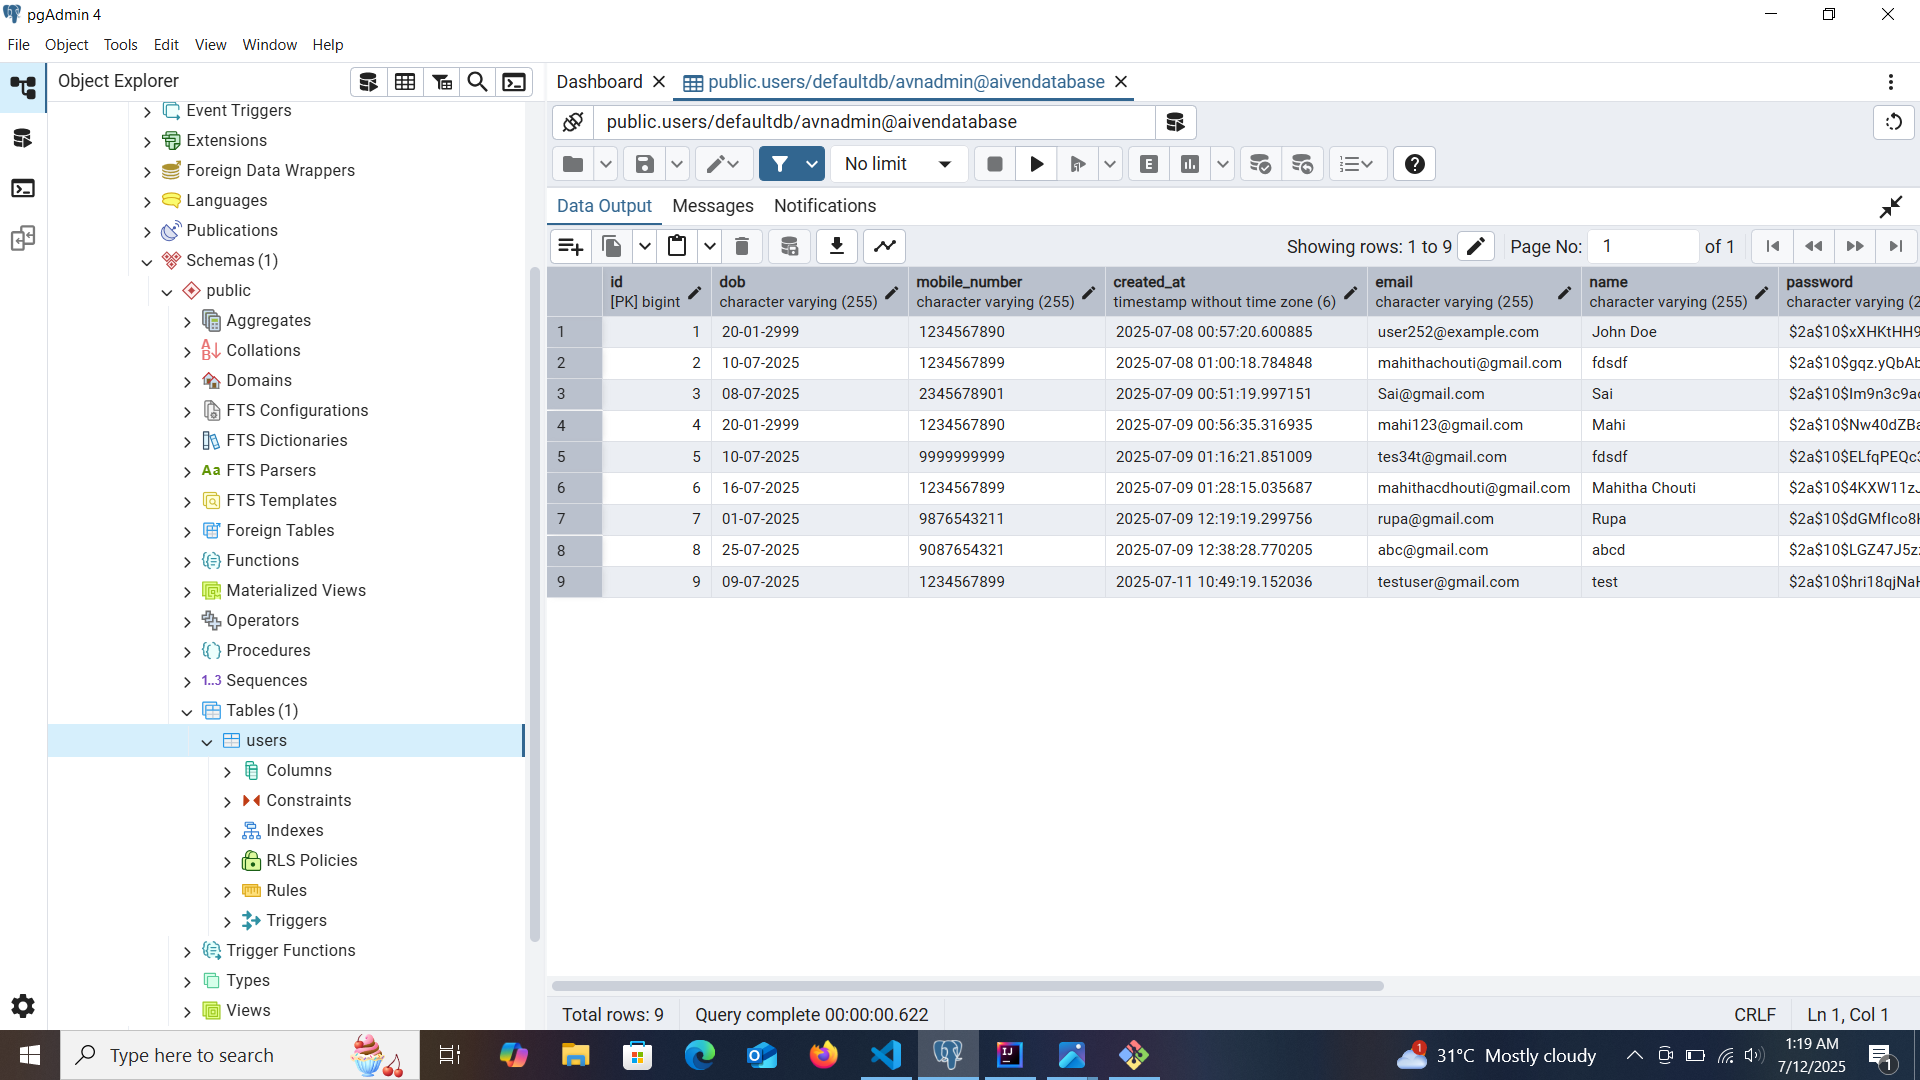 pgAdmin 4
File Object Tools Edit View Window Help
Object Explorer
Dashboard public.users/defaultdb/avnadmin@aivendatabase
public.users/defaultdb/avnadmin@aivendatabase
Event Triggers
Extensions
Foreign Data Wrappers
Languages
Publications
Schemas (1)
public
Aggregates
Collations
Domains
FTS Configurations
FTS Dictionaries
Aa FTS Parsers
FTS Templates
Foreign Tables
Functions
Materialized Views
Operators
Procedures
1..3 Sequences
Tables (1)
users
Columns
Constraints
Indexes
RLS Policies
Rules
Triggers
Trigger Functions
Types
Views
No limit
E
Data Output Messages Notifications
Showing rows: 1 to 9 Page No: 1 of 1
id dob mobile_number created_at email name password
[PK] bigint character varying (255) character varying (255) timestamp without time zone (6) character varying (255) character varying (255) character varying (2
1 1 20-01-2999 1234567890 2025-07-08 00:57:20.600885 user252@example.com John Doe $2a$10$xXHKtHH9
2 2 10-07-2025 1234567899 2025-07-08 01:00:18.784848 mahithachouti@gmail.com fdsdf $2a$10$gqz.yQbAb
3 3 08-07-2025 2345678901 2025-07-09 00:51:19.997151 Sai@gmail.com Sai $2a$10$Im9n3c9a
4 4 20-01-2999 1234567890 2025-07-09 00:56:35.316935 mahi123@gmail.com Mahi $2a$10$Nw40dZBa
5 5 10-07-2025 9999999999 2025-07-09 01:16:21.851009 tes34t@gmail.com fdsdf $2a$10$ELfqPEQc
6 6 16-07-2025 1234567899 2025-07-09 01:28:15.035687 mahithacdhouti@gmail.com Mahitha Chouti $2a$10$4KXW11z
7 7 01-07-2025 9876543211 2025-07-09 12:19:19.299756 rupa@gmail.com Rupa $2a$10$dGMfIco8
8 8 25-07-2025 9087654321 2025-07-09 12:38:28.770205 abc@gmail.com abcd $2a$10$LGZ47J5z
9 9 09-07-2025 1234567899 2025-07-11 10:49:19.152036 testuser@gmail.com test $2a$10$hri18qjNa
Total rows: 9 Query complete 00:00:00.622 CRLF Ln 1, Col 1
Type here to search
IJ
1 31°C Mostly cloudy
1:19 AM
7/12/2025
1